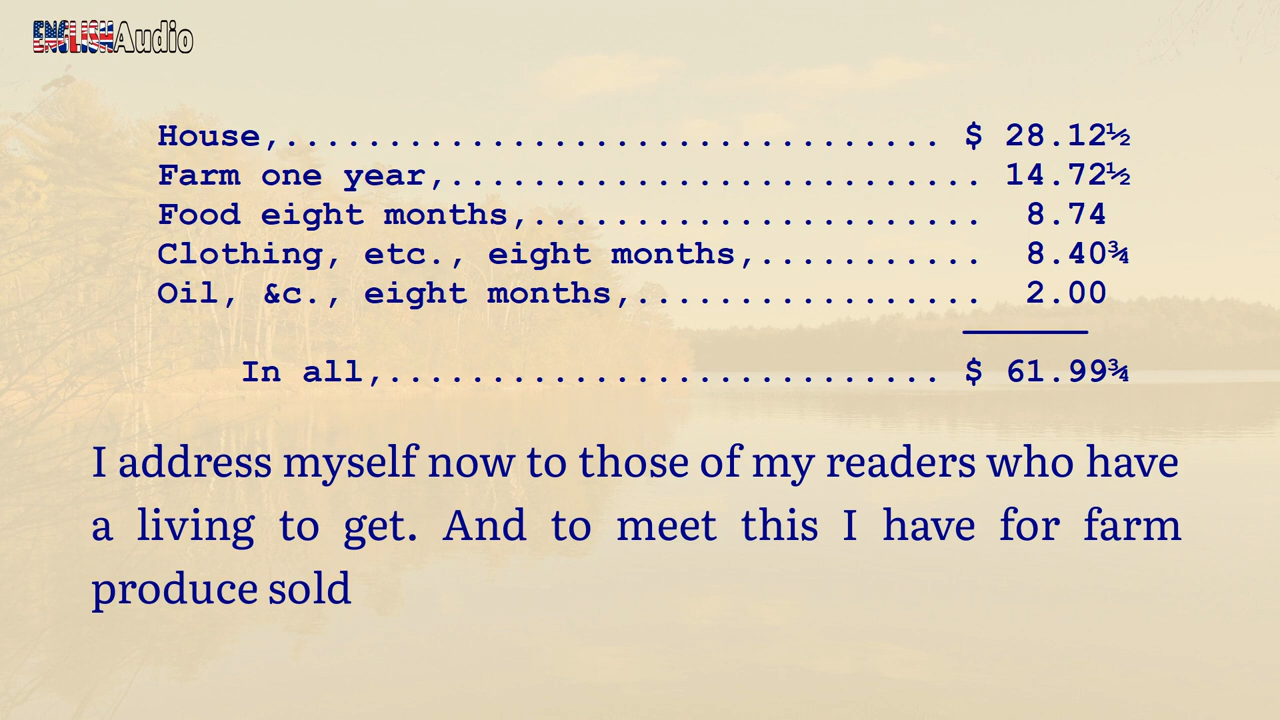 ENGLISHAudio
House,................................ $ 28.12½
Farm one year,.......................... 14.72½
Food eight months,...................... 8.74
Clothing, etc., eight months,........... 8.40¾
Oil, &c., eight months,................. 2.00
In all,........................... $ 61.99¾
I address myself now to those of my readers who have
a living to get. And to meet this I have for farm
produce sold